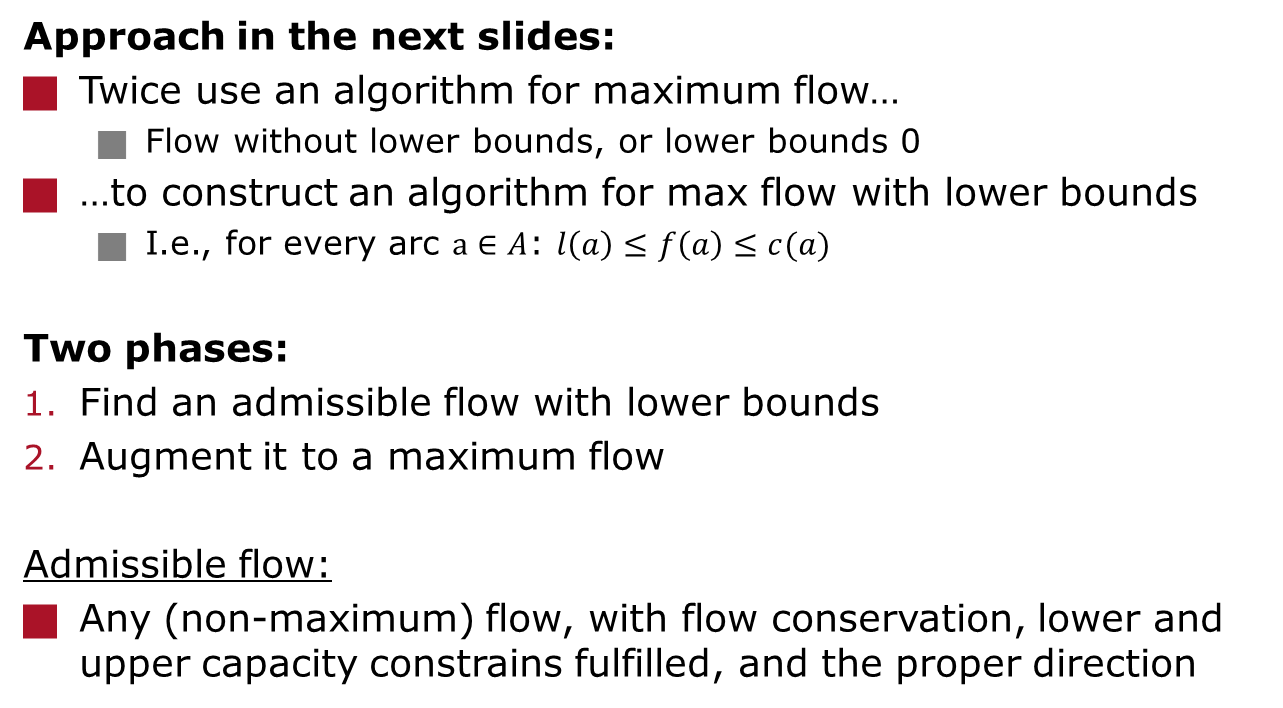 Approach in the next slides:
Twice use an algorithm for maximum flow…
Flow without lower bounds, or lower bounds 0
…to construct an algorithm for max flow with lower bounds
I.e., for every arc a ∈ A: l(a) ≤ f(a) ≤ c(a)
Two phases:
1. Find an admissible flow with lower bounds
2. Augment it to a maximum flow
Admissible flow:
Any (non-maximum) flow, with flow conservation, lower and
upper capacity constrains fulfilled, and the proper direction